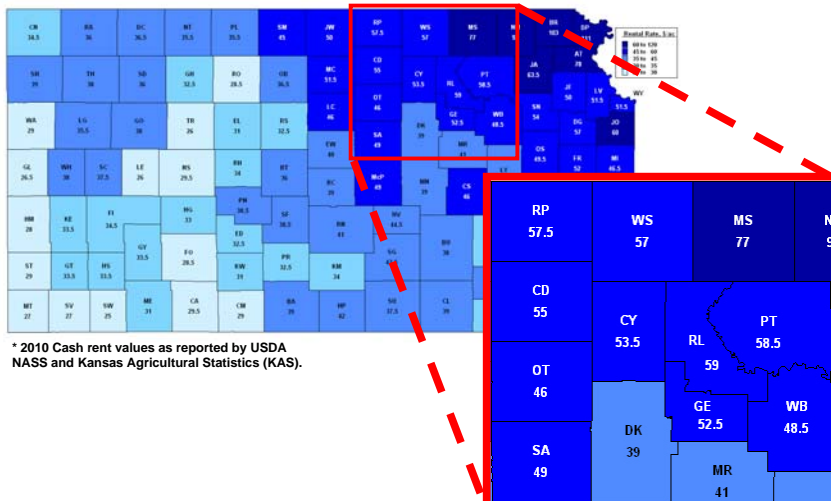 CN 34.5 RA 36 DC 36.5 NT 35.5 PL 35.5 SM 45 JW 50 RP 57.5 WS 57 MS 77 BR 103
Rental Rate, $/ac
60 to 120
45 to 60
35 to 45
SH 39 TH 38 SD 36 GH 32.5 RO 28.5 OB 36.5 MC 51.5 CD 55 CY 53.5 RL 59 PT 58.5 JA 63.5 AT 78
WY
WA 29 LG 35.5 GO 38 TR 26 EL 31 RS 32.5 LC 46 OT 46 GE 52.5 WB 48.5 SN 54 JF 50 LV 51.5
51.5
DG 57 JO 60
SA 49 DK 39 MR 41 OS 49.5 FR 52 MI 46.5
GL 26.5 WH 38 SC 37.5 LE 26 NS 29.5 RH 34 BT 36 EW 40 RC 39 McP 49 MN 39 CS 46
HM 28 KE 33.5 FI 34.5 HG 33 PN 38.5 SF 38.5 RN 41 HV 44.5 BU 38
GY 33.5 FO 28.5 ED 32.5 KW 31 PR 32.5 KM 34 SG
ST 29 GT 33.5 HS 33.5
MT 27 SV 27 SW 25 ME 31 CA 29.5 CM 29 BA 39 HP 42 SU 37.5 CL 39
* 2010 Cash rent values as reported by USDA
NASS and Kansas Agricultural Statistics (KAS).
RP
57.5
WS
57
MS
77
CD
55
CY
53.5
RL
59
PT
58.5
OT
46
GE
52.5
WB
48.5
DK
39
SA
49
MR
41